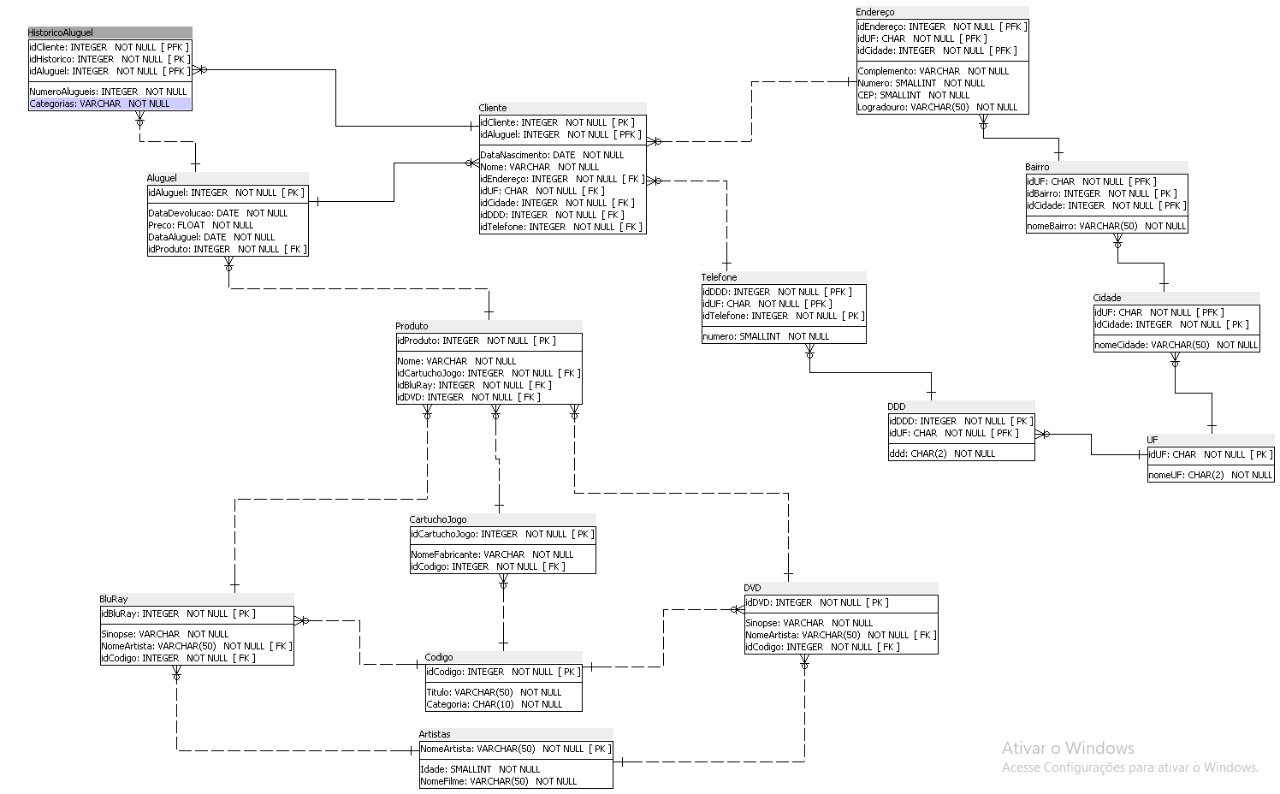 HistoricoAluguel
idCliente: INTEGER NOT NULL [ PFK ]
idHistorico: INTEGER NOT NULL [ PK ]
idAluguel: INTEGER NOT NULL [ PFK ]
NumeroAlugueis: INTEGER NOT NULL
Categorias: VARCHAR NOT NULL
Endereço
idEndereço: INTEGER NOT NULL [ PK ]
idUF: CHAR NOT NULL [ PFK ]
idCidade: INTEGER NOT NULL [ PFK ]
Complemento: VARCHAR NOT NULL
Numero: SMALLINT NOT NULL
CEP: SMALLINT NOT NULL
Logradouro: VARCHAR(50) NOT NULL
Cliente
idCliente: INTEGER NOT NULL [ PK ]
idAluguel: INTEGER NOT NULL [ PFK ]
DataNascimento: DATE NOT NULL
Nome: VARCHAR NOT NULL
idEndereço: INTEGER NOT NULL [ FK ]
idUF: CHAR NOT NULL [ FK ]
idCidade: INTEGER NOT NULL [ FK ]
idDDD: INTEGER NOT NULL [ FK ]
idTelefone: INTEGER NOT NULL [ FK ]
Bairro
idUF: CHAR NOT NULL [ PFK ]
idBairro: INTEGER NOT NULL [ PK ]
idCidade: INTEGER NOT NULL [ PFK ]
nomeBairro: VARCHAR(50) NOT NULL
Aluguel
idAluguel: INTEGER NOT NULL [ PK ]
DataDevolucao: DATE NOT NULL
Preco: FLOAT NOT NULL
DataAluguel: DATE NOT NULL
idProduto: INTEGER NOT NULL [ FK ]
Telefone
idDDD: INTEGER NOT NULL [ PFK ]
idUF: CHAR NOT NULL [ PFK ]
idTelefone: INTEGER NOT NULL [ PK ]
numero: SMALLINT NOT NULL
Cidade
idUF: CHAR NOT NULL [ PFK ]
idCidade: INTEGER NOT NULL [ PK ]
nomeCidade: VARCHAR(50) NOT NULL
Produto
idProduto: INTEGER NOT NULL [ PK ]
Nome: VARCHAR NOT NULL
idCartuchoJogo: INTEGER NOT NULL [ FK ]
idBluRay: INTEGER NOT NULL [ FK ]
idDVD: INTEGER NOT NULL [ FK ]
DDD
idDDD: INTEGER NOT NULL [ PK ]
idUF: CHAR NOT NULL [ PFK ]
ddd: CHAR(2) NOT NULL
UF
idUF: CHAR NOT NULL [ PK ]
nomeUF: CHAR(2) NOT NULL
CartuchoJogo
idCartuchoJogo: INTEGER NOT NULL [ PK ]
NomeFabricante: VARCHAR NOT NULL
idCodigo: INTEGER NOT NULL [ FK ]
BluRay
idBluRay: INTEGER NOT NULL [ PK ]
Sinopse: VARCHAR NOT NULL
NomeArtista: VARCHAR(50) NOT NULL [ FK ]
idCodigo: INTEGER NOT NULL [ FK ]
DVD
idDVD: INTEGER NOT NULL [ PK ]
Sinopse: VARCHAR NOT NULL
NomeArtista: VARCHAR(50) NOT NULL [ FK ]
idCodigo: INTEGER NOT NULL [ FK ]
Codigo
idCodigo: INTEGER NOT NULL [ PK ]
Titulo: VARCHAR(50) NOT NULL
Categoria: CHAR(10) NOT NULL
Artistas
NomeArtista: VARCHAR(50) NOT NULL [ PK ]
Idade: SMALLINT NOT NULL
NomeFilme: VARCHAR(50) NOT NULL
Ativar o Windows
Acesse Configurações para ativar o Windows.